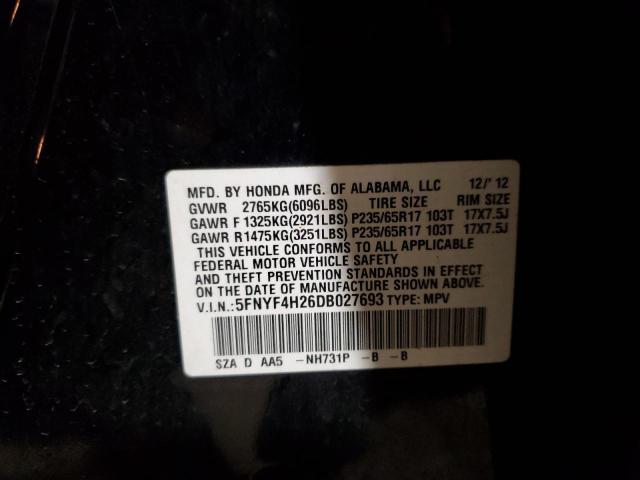 MFD. BY HONDA MFG. OF ALABAMA, LLC 12/'12
GVWR 2765KG(6096LBS) TIRE SIZE RIM SIZE
GAWR F 1325KG(2921LBS) P235/65R17 103T 17X7.5J
GAWR R1475KG(3251LBS) P235/65R17 103T 17X7.5J
THIS VEHICLE CONFORMS TO ALL APPLICABLE
FEDERAL MOTOR VEHICLE SAFETY
AND THEFT PREVENTION STANDARDS IN EFFECT
ON THE DATE OF MANUFACTURE SHOWN ABOVE.
V.I.N.:5FNYF4H26DB027693 TYPE: MPV
SZA D AA5 -NH731P -B -B